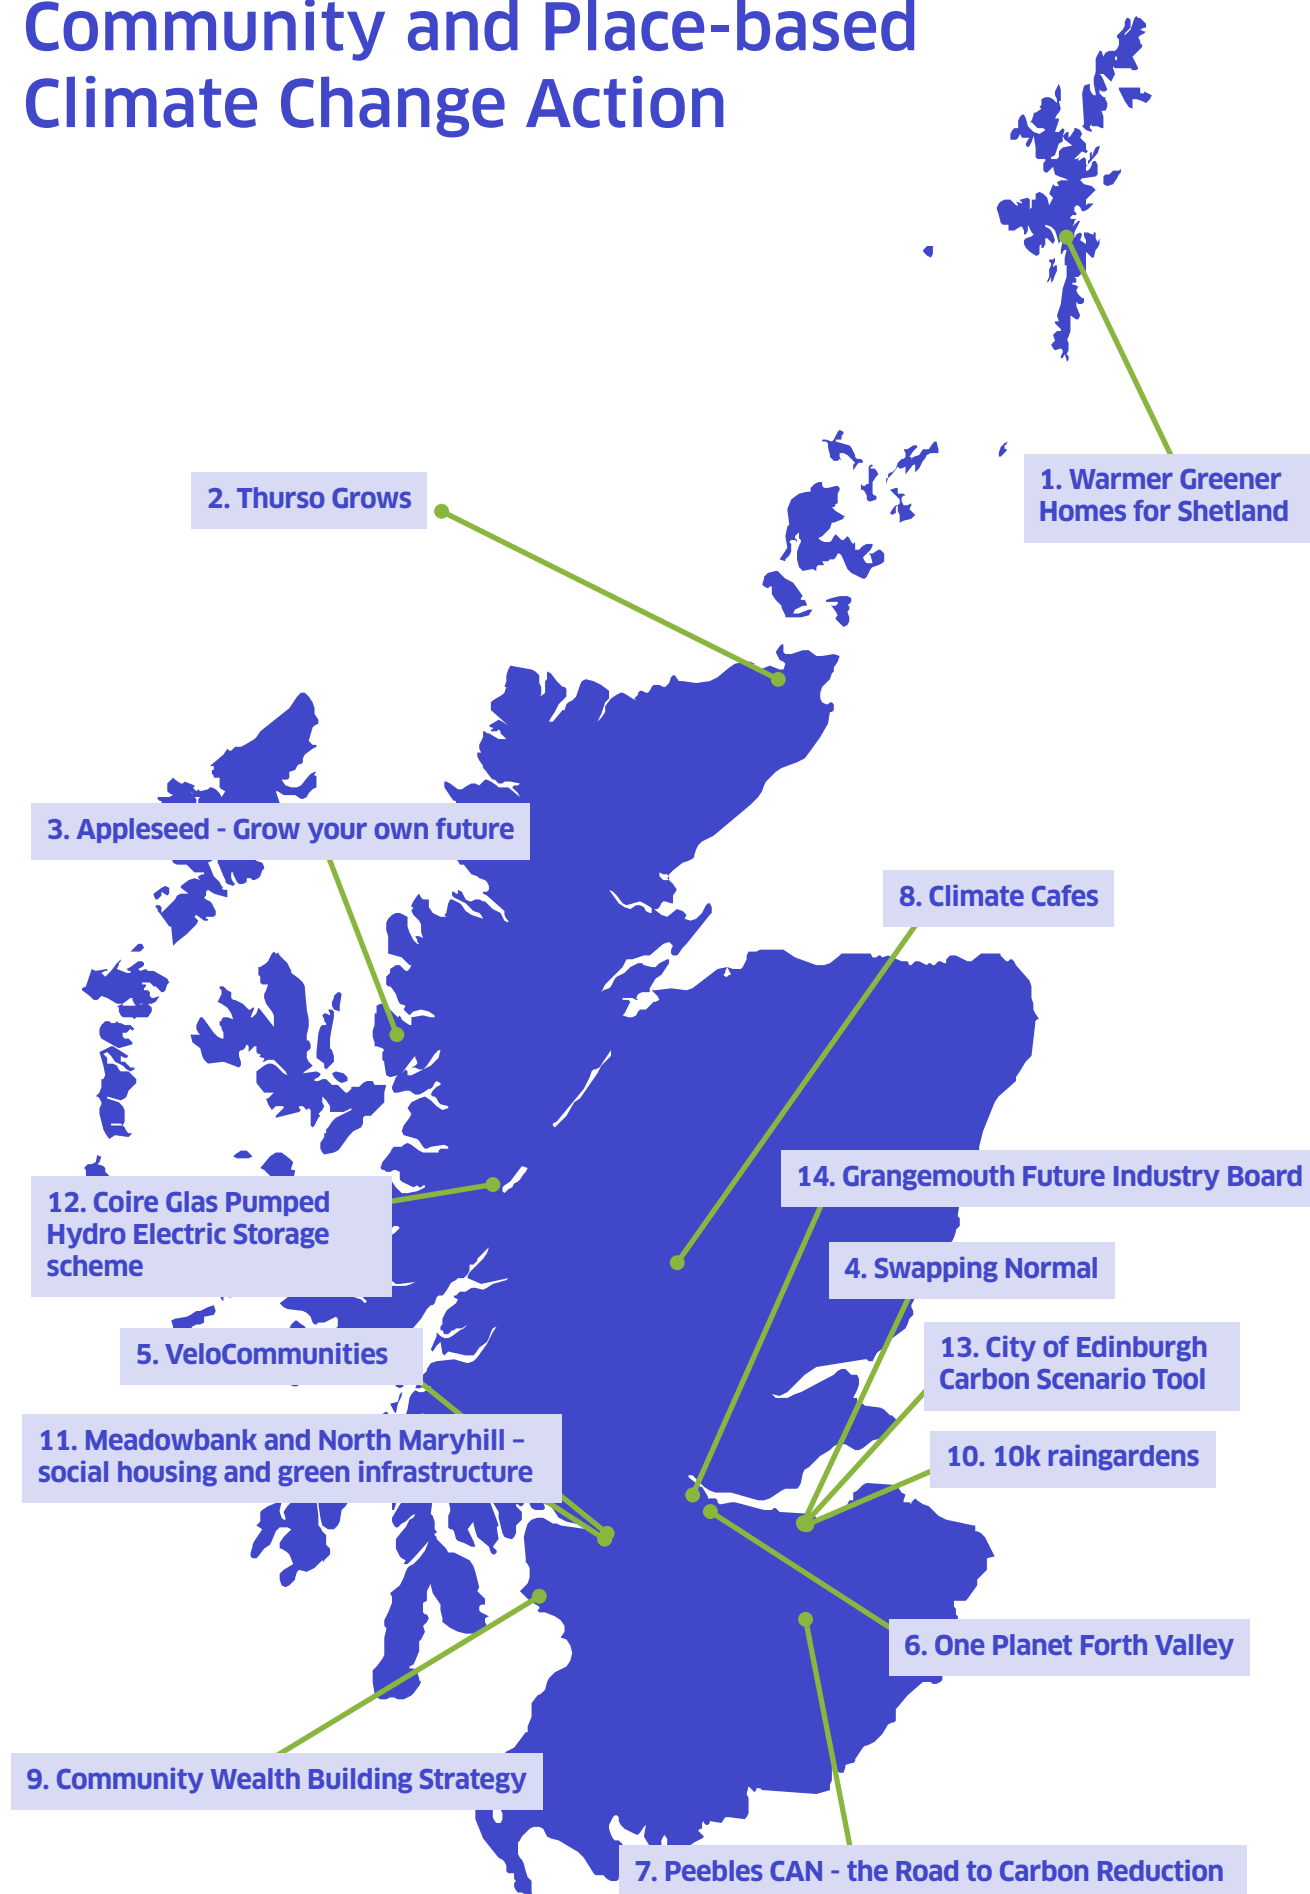 Community and Place-based
Climate Change Action
1. Warmer Greener
Homes for Shetland
2. Thurso Grows
3. Appleseed - Grow your own future
8. Climate Cafes
14. Grangemouth Future Industry Board
12. Coire Glas Pumped
Hydro Electric Storage
scheme
4. Swapping Normal
13. City of Edinburgh
Carbon Scenario Tool
5. VeloCommunities
11. Meadowbank and North Maryhill –
social housing and green infrastructure
10. 10k raingardens
6. One Planet Forth Valley
9. Community Wealth Building Strategy
7. Peebles CAN - the Road to Carbon Reduction